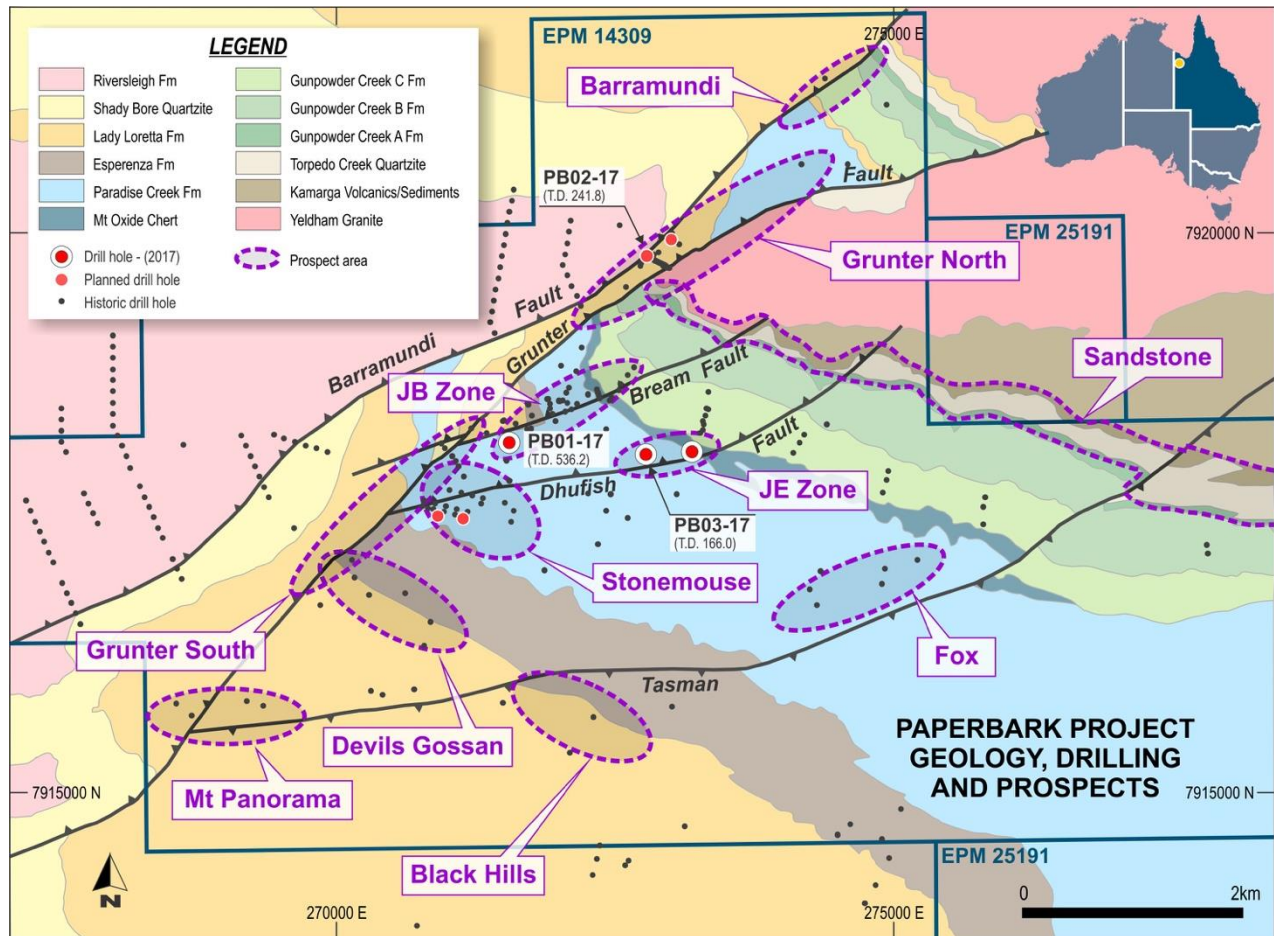 LEGEND
Riversleigh Fm
Shady Bore Quartzite
Lady Loretta Fm
Esperenza Fm
Paradise Creek Fm
Mt Oxide Chert
Gunpowder Creek C Fm
Gunpowder Creek B Fm
Gunpowder Creek A Fm
Torpedo Creek Quartzite
Kamarga Volcanics/Sediments
Yeldham Granite
Drill hole - (2017)
Planned drill hole
Historic drill hole
Prospect area
EPM 14309
275000 E
Barramundi
PB02-17
(T.D. 241.8)
Fault
EPM 25191
7920000 N
Grunter North
Barramundi
Fault
Grunter
Sandstone
JB Zone
Bream Fault
PB01-17
(T.D. 536.2)
Fault
Dhufish
JE Zone
PB03-17
(T.D. 166.0)
Stonemouse
Grunter South
Fox
Tasman
Devils Gossan
Mt Panorama
PAPERBARK PROJECT
GEOLOGY, DRILLING
AND PROSPECTS
7915000 N
7915000 N
Black Hills
EPM 25191
N
270000 E
275000 E
0
2km